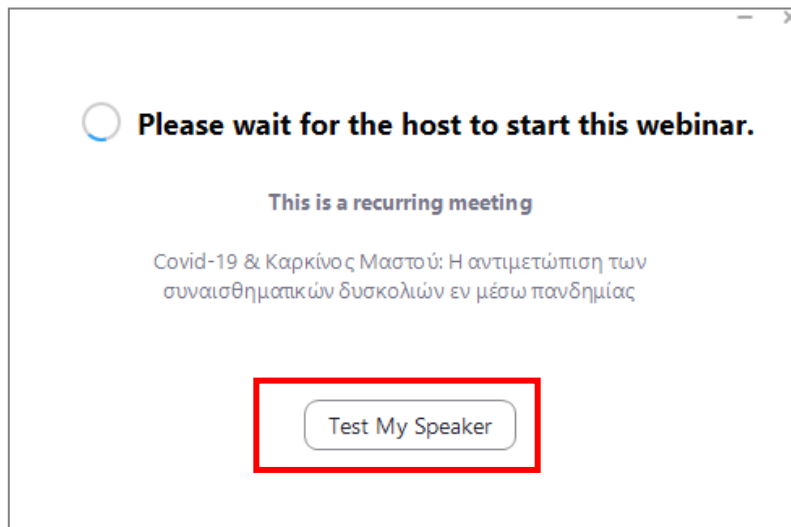 Please wait for the host to start this webinar.
This is a recurring meeting
Covid-19 & Καρκίνος Μαστού: Η αντιμετώπιση των
συναισθηματικών δυσκολιών εν μέσω πανδημίας
Test My Speaker